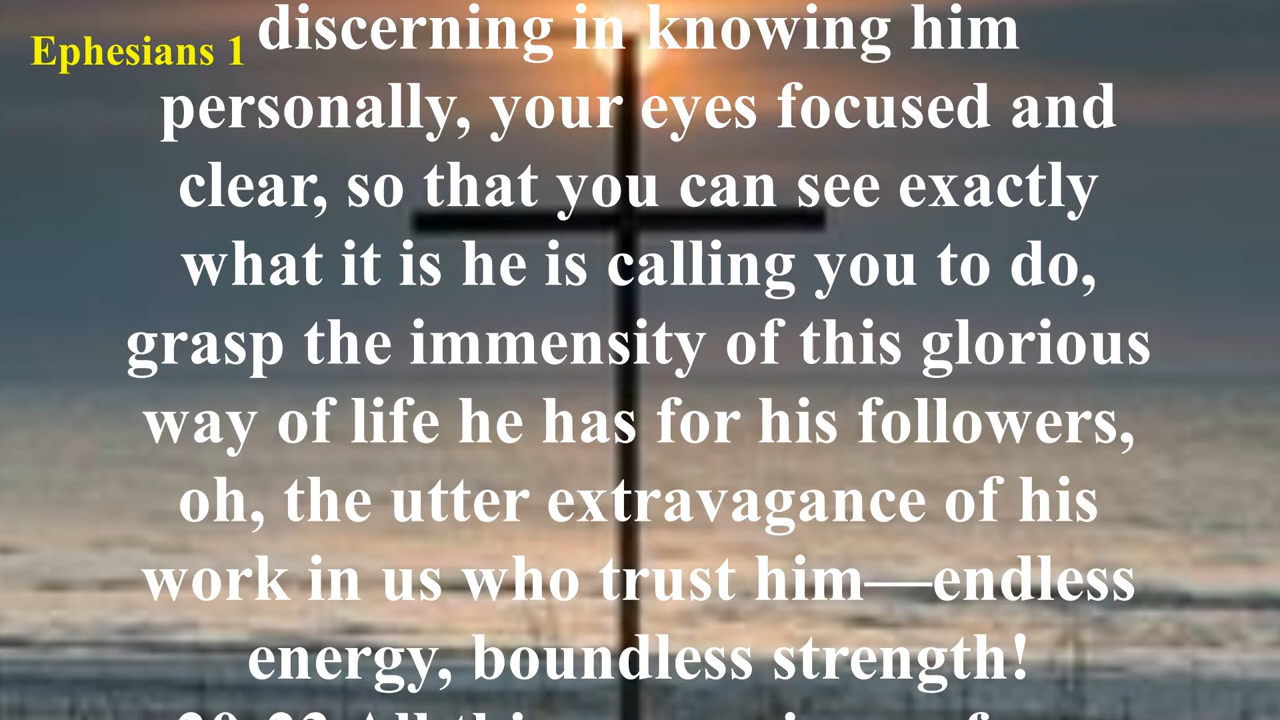 Ephesians 1
discerning in knowing him
personally, your eyes focused and
clear, so that you can see exactly
what it is he is calling you to do,
grasp the immensity of this glorious
way of life he has for his followers,
oh, the utter extravagance of his
work in us who trust him—endless
energy, boundless strength!